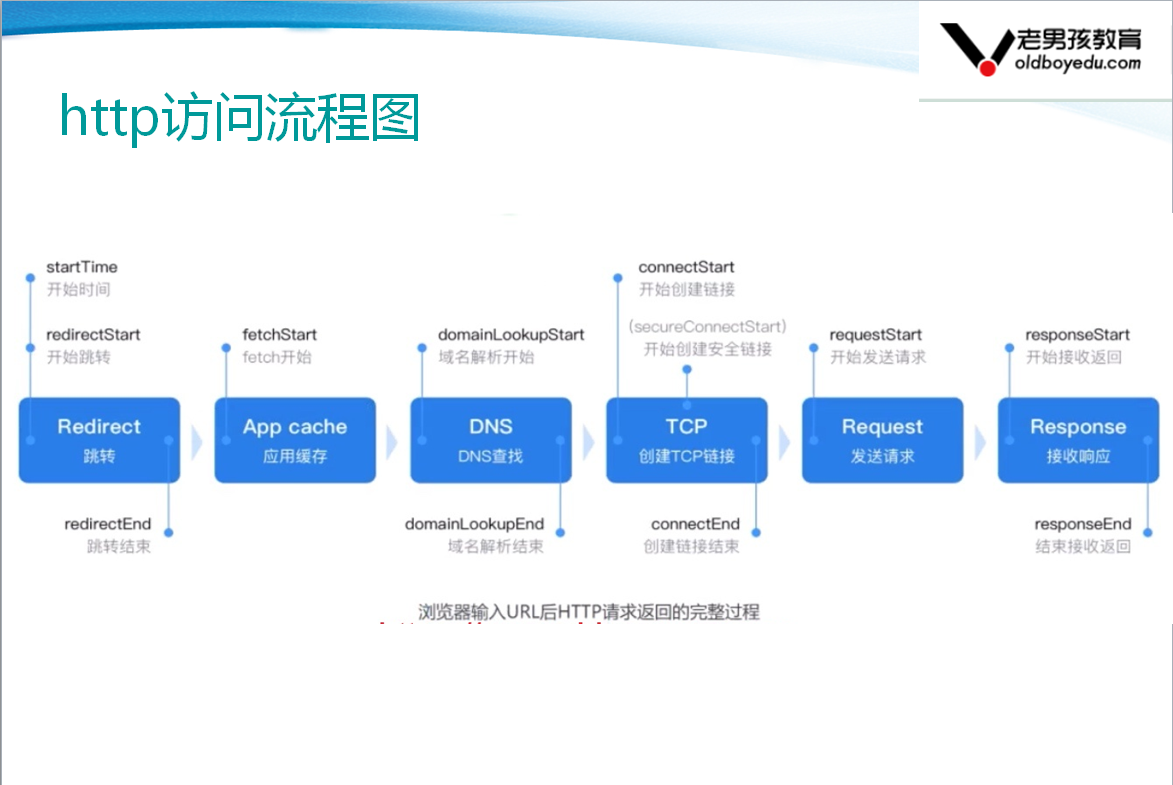 老男孩教育
oldboyedu.com
http访问流程图
startTime
开始时间
redirectStart
开始跳转
fetchStart
fetch开始
domainLookupStart
域名解析开始
connectStart
开始创建链接
(secureConnectStart)
开始创建安全链接
requestStart
开始发送请求
responseStart
开始接收返回
Redirect
跳转
App cache
应用缓存
DNS
DNS查找
TCP
创建TCP链接
Request
发送请求
Response
接收响应
redirectEnd
跳转结束
domainLookupEnd
域名解析结束
connectEnd
创建链接结束
responseEnd
结束接收返回
浏览器输入URL后HTTP请求返回的完整过程